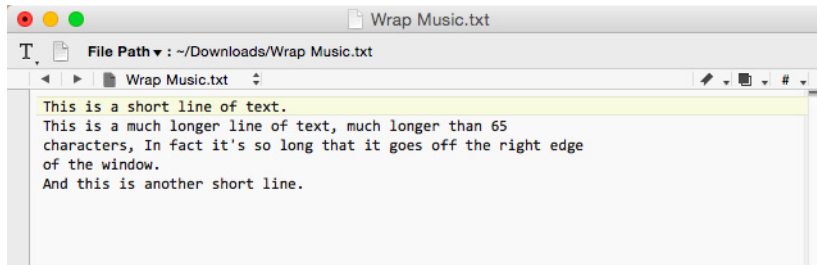 Wrap Music.txt
T, File Path ▾ : ~/Downloads/Wrap Music.txt
Wrap Music.txt #
This is a short line of text.
This is a much longer line of text, much longer than 65
characters, In fact it's so long that it goes off the right edge
of the window.
And this is another short line.